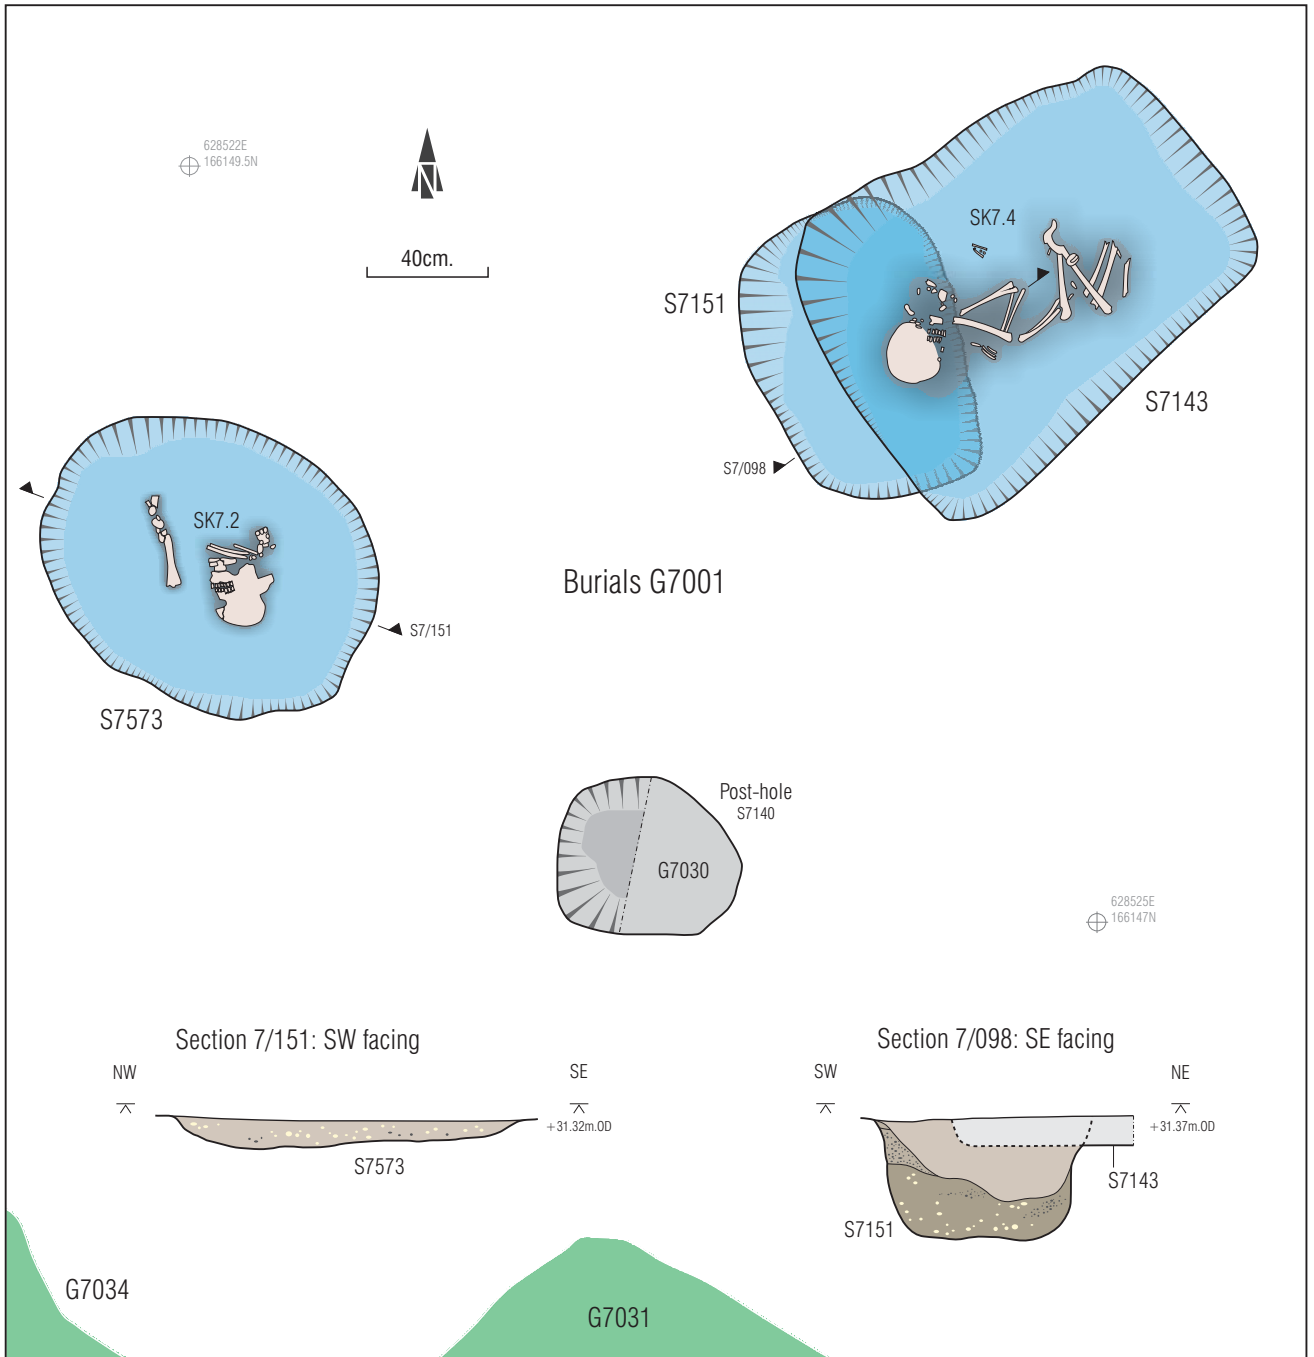 628522E
166149.5N
N
40cm.
SK7.4
S7151
S7143
S7/098
SK7.2
Burials G7001
S7/151
S7573
Post-hole
S7140
G7030
628525E
166147N
Section 7/151: SW facing
NW
SE
+31.32m.OD
S7573
Section 7/098: SE facing
SW
NE
+31.37m.OD
S7143
S7151
G7034
G7031